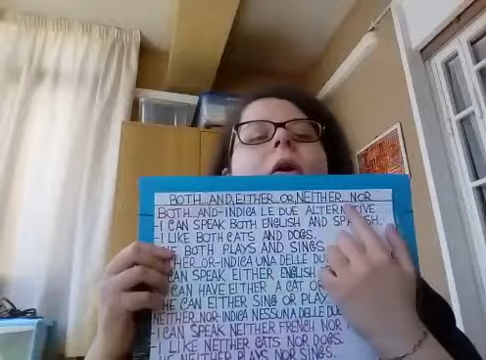 BOTH...AND, EITHER...OR, NEITHER...NOR
BOTH...AND-INDICA LE DUE ALTERNATIVE
-I CAN SPEAK BOTH ENGLISH AND
-I LIKE BOTH CATS AND DOGS.
BOTH PLAYS AND SINGS.
OR-INDICA UNA DELLE
CAN SPEAK EITHER ENGLISH
CAN HAVE EITHER A CAT OR
CAN EITHER SING OR PLAY
NEITHER...NOR-INDICA NESSUNA DELLE DUE
-I CAN SPEAK NEITHER FRENCH NOR
-I LIKE NEITHER CATS NOR DOGS.
NEITHER PLAYS NOR SINGS.